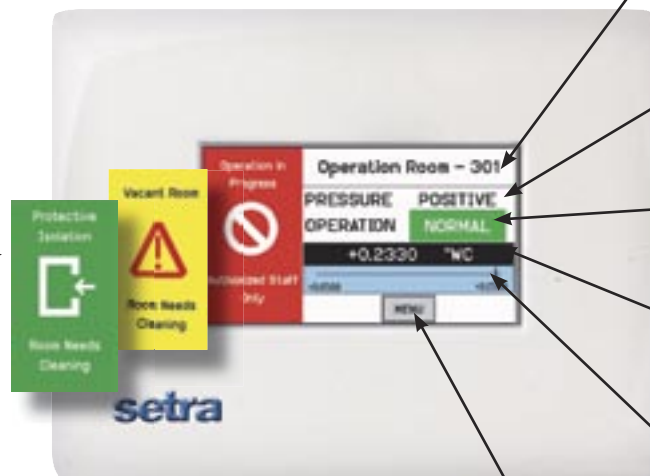 Protective
Isolation
Room Needs
Cleaning
Vacant Room
Room Needs
Cleaning
Operation in
Progress
Authorized Staff
Only
Operation Room - 301
PRESSURE POSITIVE
OPERATION NORMAL
+0.2330 "WC
MENU
setra